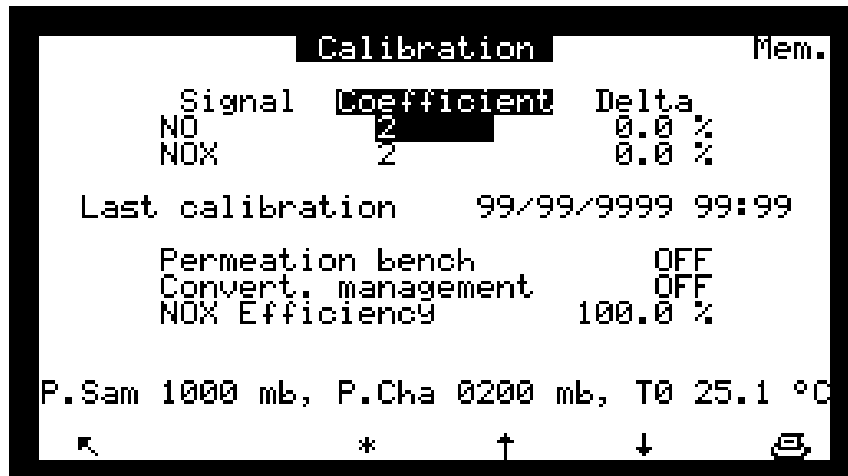 Calibration Mem.
Signal Coefficient Delta
NO 2 0.0 %
NOX 2 0.0 %
Last calibration 99/99/9999 99:99
Permeation bench OFF
Convert. management OFF
NOX Efficiency 100.0 %
P.Sam 1000 mb, P.Cha 0200 mb, T0 25.1 °C
*